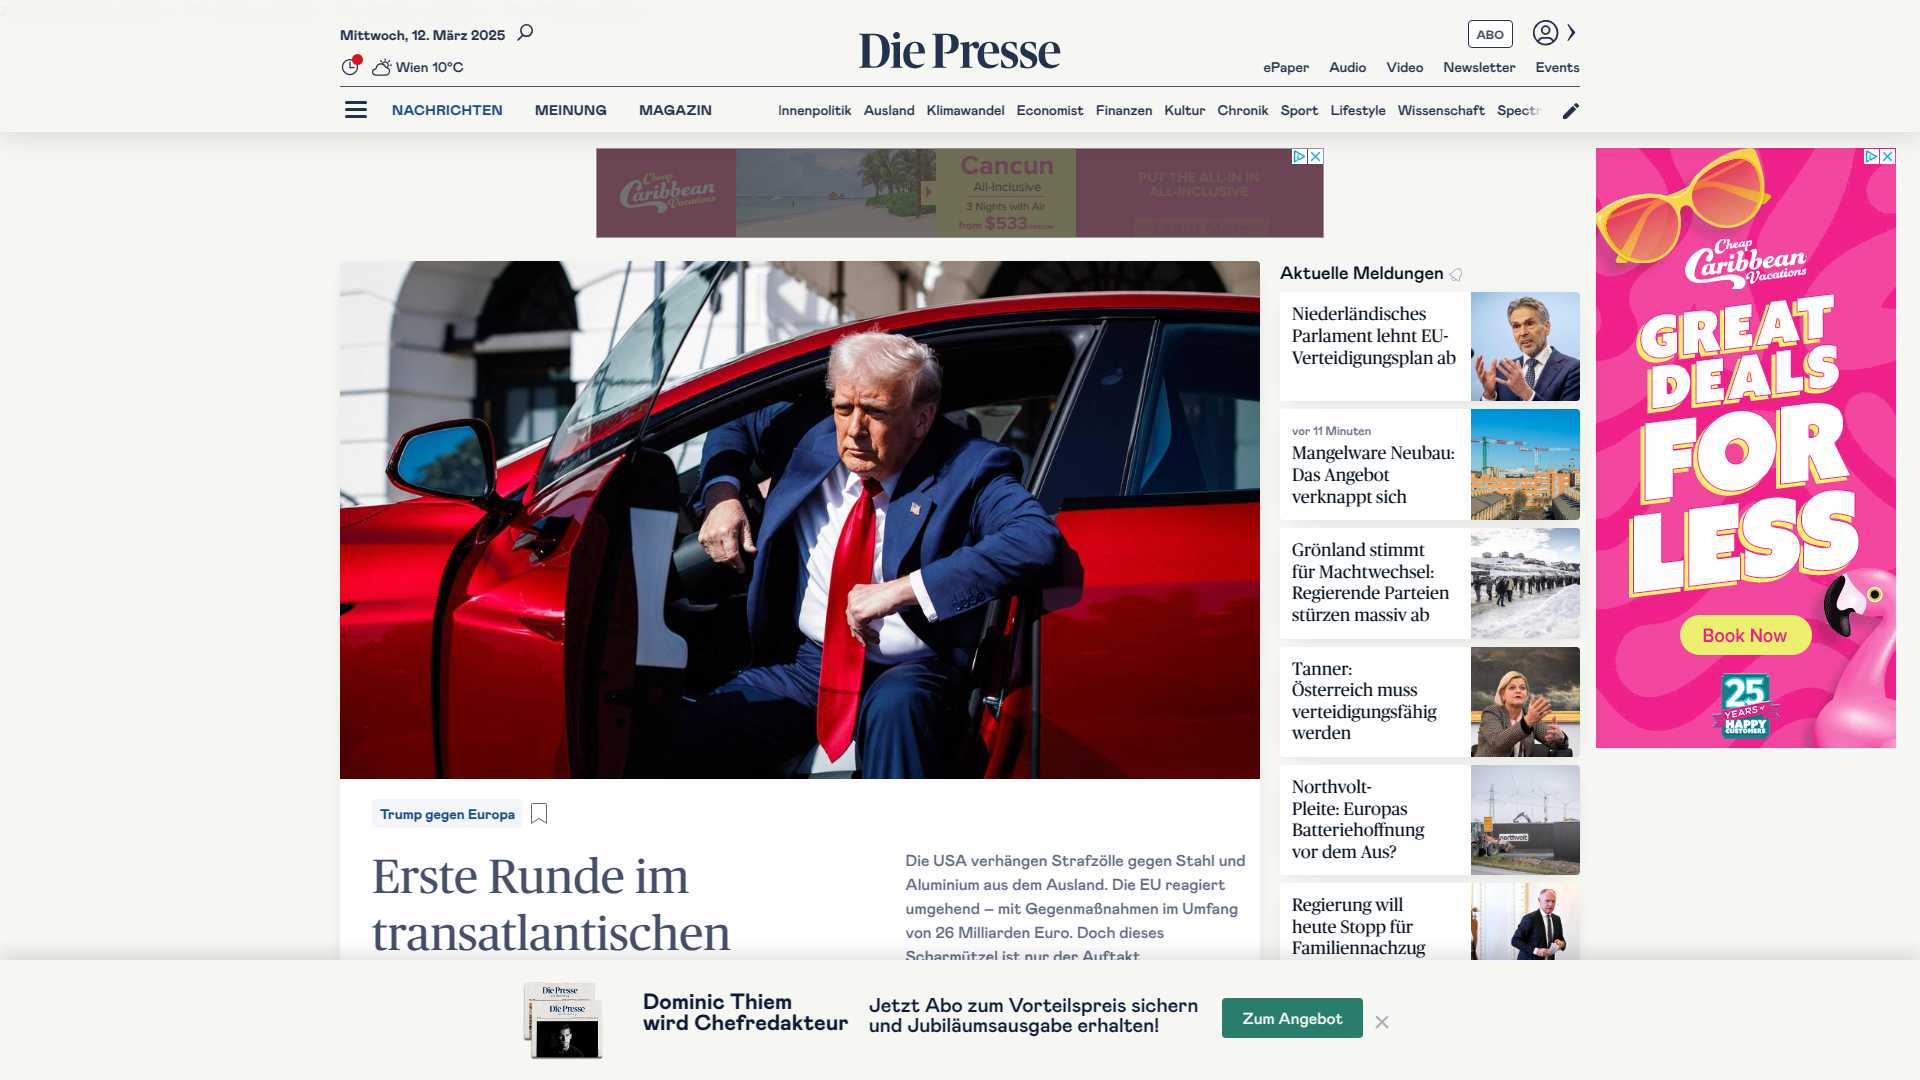 Mittwoch, 12. März 2025
Die Presse
ABO
Wien 10°C
ePaper Audio Video Newsletter Events
NACHRICHTEN MEINUNG MAGAZIN
Innenpolitik Ausland Klimawandel Economist Finanzen Kultur Chronik Sport Lifestyle Wissenschaft Spectr
Cheap
Caribbean
Vacations
Cancun
All-Inclusive
3 Nights with Air
from $533
PUT THE ALL-IN IN
ALL-INCLUSIVE
Trump gegen Europa
Erste Runde im
transatlantischen
Die USA verhängen Strafzölle gegen Stahl und
Aluminium aus dem Ausland. Die EU reagiert
umgehend – mit Gegenmaßnahmen im Umfang
von 26 Milliarden Euro. Doch dieses
Scharmützel ist nur der Auftakt
Aktuelle Meldungen
Niederländisches
Parlament lehnt EU-
Verteidigungsplan ab
vor 11 Minuten
Mangelware Neubau:
Das Angebot
verknappt sich
Grönland stimmt
für Machtwechsel:
Regierende Parteien
stürzen massiv ab
Tanner:
Österreich muss
verteidigungsfähig
werden
Northvolt-
Pleite: Europas
Batteriehoffnung
vor dem Aus?
northvolt
Regierung will
heute Stopp für
Familiennachzug
Cheap
Caribbean
Vacations
GREAT
DEALS
FOR
LESS
Book Now
25
YEARS of
HAPPY
CUSTOMERS
Die Presse
Die Presse
Dominic Thiem
wird Chefredakteur
Jetzt Abo zum Vorteilspreis sichern
und Jubiläumsausgabe erhalten!
Zum Angebot